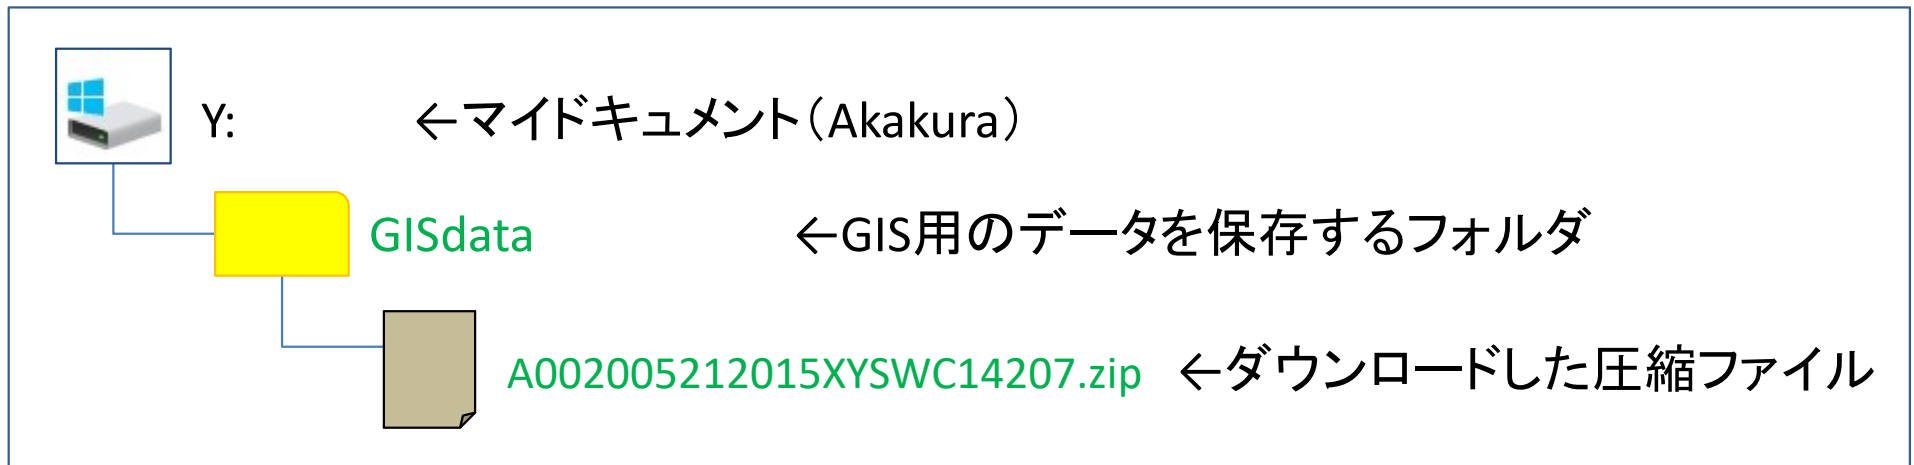 Y: ←マイドキュメント（Akakura）
GISdata ←GIS用のデータを保存するフォルダ
A002005212015XYSWC14207.zip ←ダウンロードした圧縮ファイル